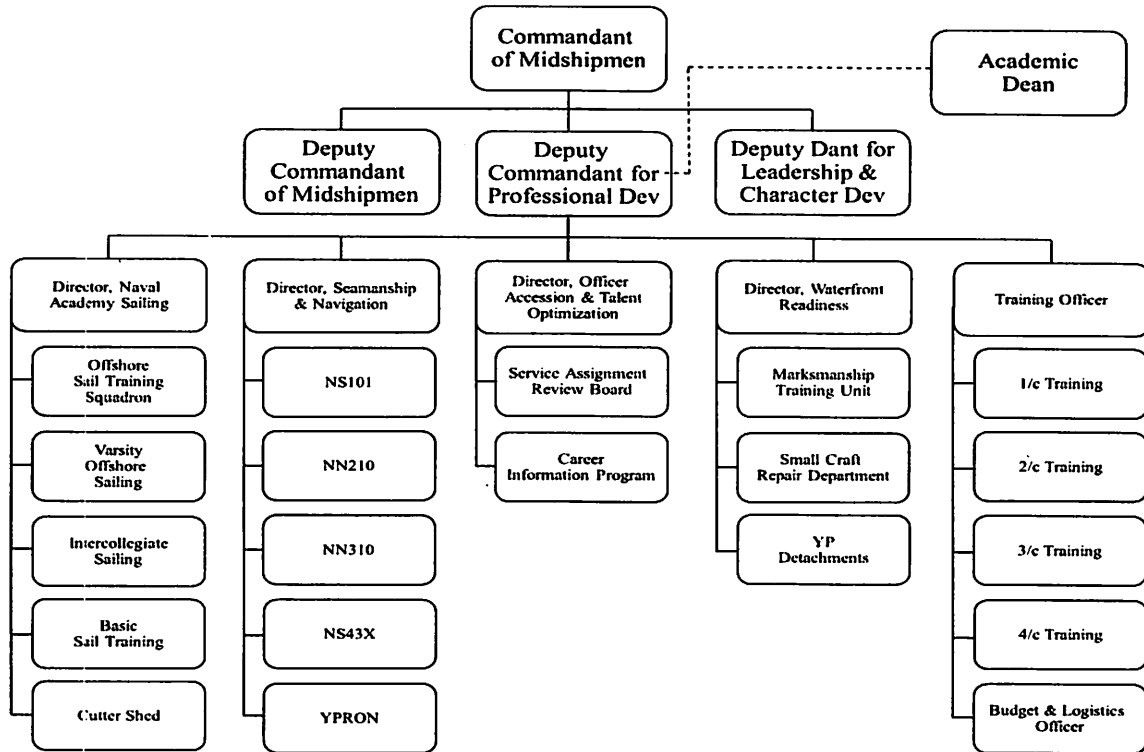 Commandant
of Midshipmen
Academic
Dean
Deputy
Commandant
of Midshipmen
Deputy
Commandant for
Professional Dev
Deputy Dant for
Leadership &
Character Dev
Director, Naval
Academy Sailing
Director, Seamanship
& Navigation
Director, Officer
Accession & Talent
Optimization
Director, Waterfront
Readiness
Training Officer
Offshore
Sail Training
Squadron
Varsity
Offshore
Sailing
Intercollegiate
Sailing
Basic
Sail Training
Cutter Shed
NS101
NN210
NN310
NS43X
YPRON
Service Assignment
Review Board
Career
Information Program
Marksmanship
Training Unit
Small Craft
Repair Department
YP
Detachments
1/c Training
2/c Training
3/c Training
4/c Training
Budget & Logistics
Officer